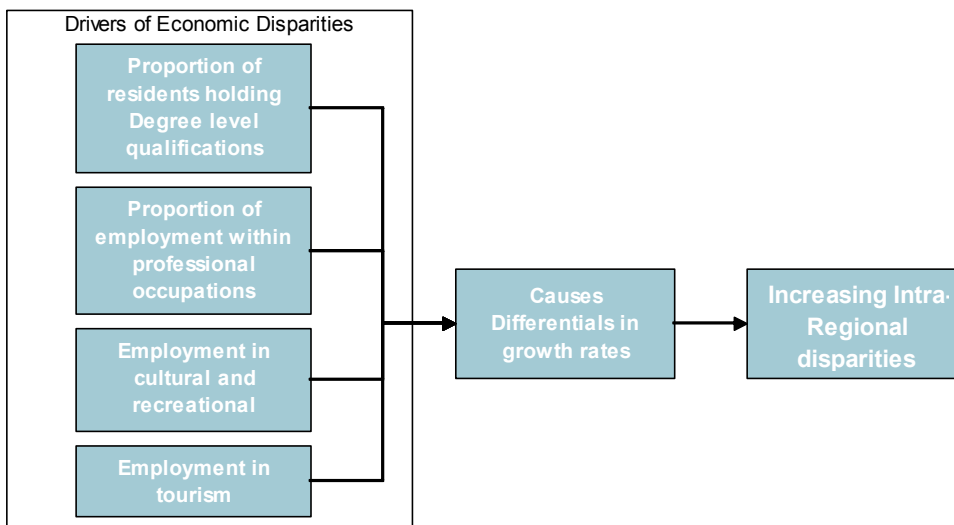 Drivers of Economic Disparities
Proportion of
residents holding
Degree level
qualifications
Proportion of
employment within
professional
occupations
Employment in
cultural and
recreational
Employment in
tourism
Causes
Differentials in
growth rates
Increasing Intra-
Regional
disparities